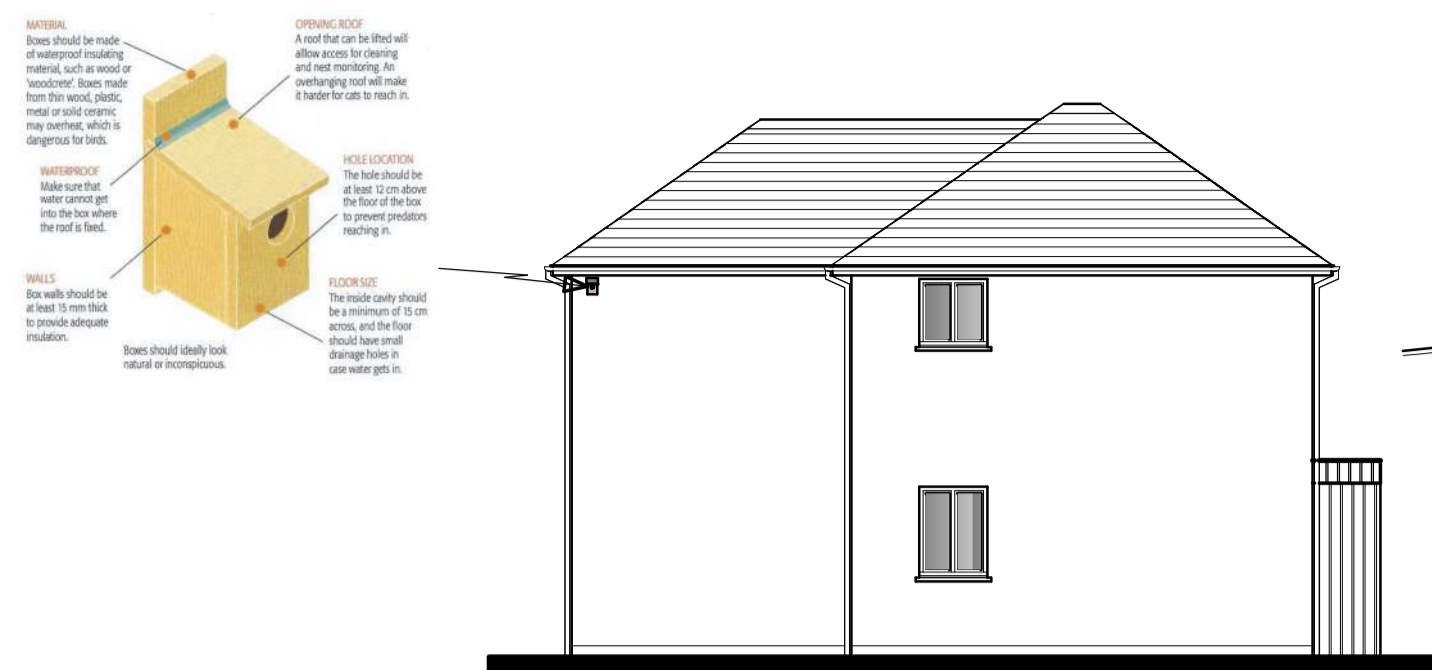 MATERIAL
Boxes should be made
of waterproof insulating
material, such as wood or
'woodcrete'. Boxes made
from thin wood, plastic,
metal or solid ceramic
may overheat, which is
dangerous for birds.
WATERPROOF
Make sure that
water cannot get
into the box where
the roof is fixed.
WALLS
Box walls should be
at least 15 mm thick
to provide adequate
insulation.
Boxes should ideally look
natural or inconspicuous.
OPENING ROOF
A roof that can be lifted will
alllow access for cleaning
and nest monitoring. An
overhanging roof will make
it harder for cats to reach in.
HOLE LOCATION
The hole should be
at least 12 cm above
the floor of the box
to prevent predators
reaching in.
FLOOR SIZE
The inside cavity should
be a minimum of 15 cm
across, and the floor
should have small
drainage holes in
case water gets in.